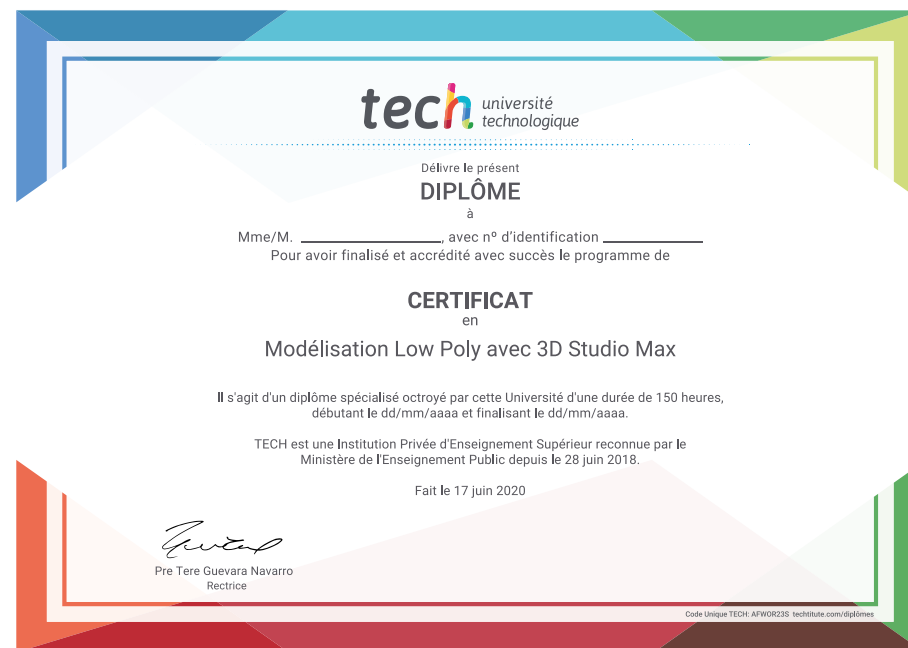 tech université
technologique
Délivre le présent
DIPLÔME
à
Mme/M. ____________________, avec nº d'identification ______________
Pour avoir finalisé et accrédité avec succès le programme de
CERTIFICAT
en
Modélisation Low Poly avec 3D Studio Max
Il s'agit d'un diplôme spécialisé octroyé par cette Université d'une durée de 150 heures,
débutant le dd/mm/aaaa et finalisant le dd/mm/aaaa.
TECH est une Institution Privée d'Enseignement Supérieur reconnue par le
Ministère de l'Enseignement Public depuis le 28 juin 2018.
Fait le 17 juin 2020
Pre Tere Guevara Navarro
Rectrice
Code Unique TECH: AFWOR23S techtitute.com/diplômes